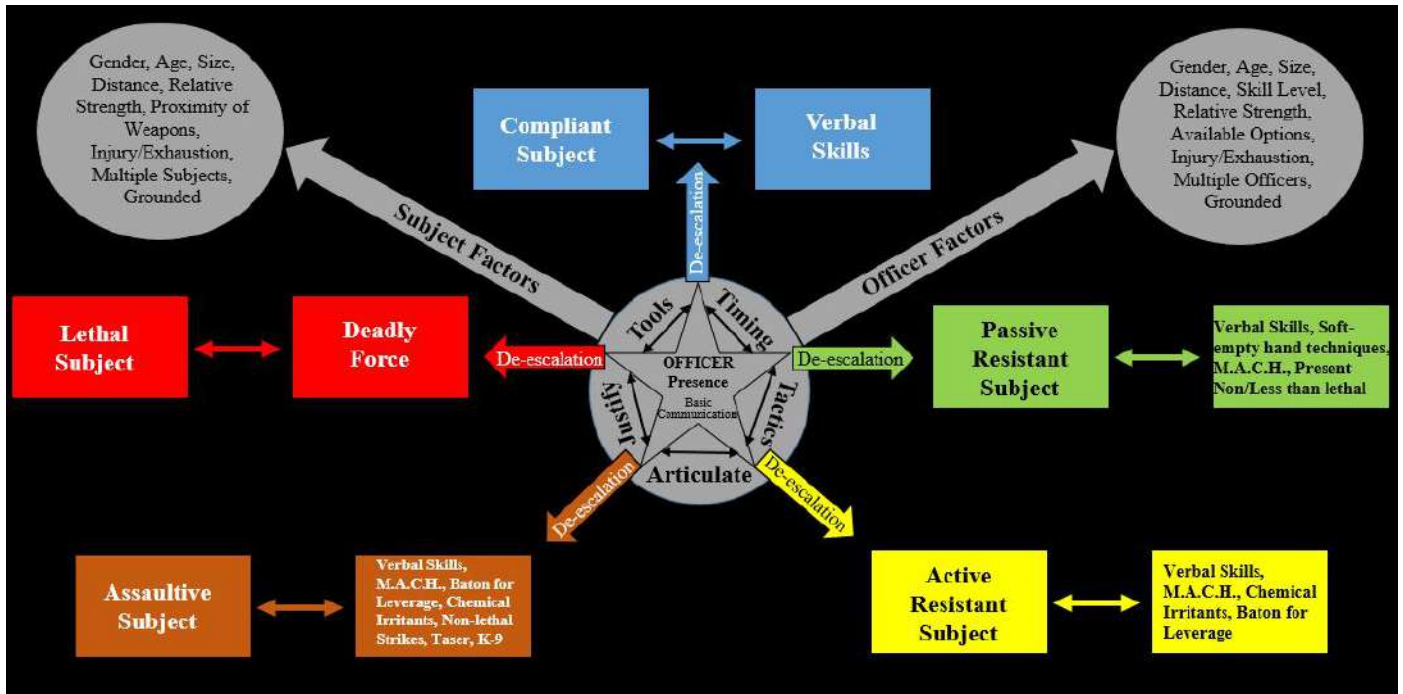 Gender, Age, Size,
Distance, Relative
Strength, Proximity of
Weapons,
Injury/Exhaustion,
Multiple Subjects,
Grounded
Compliant
Subject
Verbal
Skills
Gender, Age, Size,
Distance, Skill Level,
Relative Strength,
Available Options,
Injury/Exhaustion,
Multiple Officers,
Grounded
Subject Factors
De-escalation
Officer Factors
Lethal
Subject
Deadly
Force
De-escalation
Tools
Timing
OFFICER
Presence
Basic
Communication
Justify
Tactics
Articulate
De-escalation
Passive
Resistant
Subject
Verbal Skills, Soft-
empty hand techniques,
M.A.C.H., Present
Non/Less than lethal
De-escalation
De-escalation
Assaultive
Subject
Verbal Skills,
M.A.C.H., Baton for
Leverage, Chemical
Irritants, Non-lethal
Strikes, Taser, K-9
Active
Resistant
Subject
Verbal Skills,
M.A.C.H., Chemical
Irritants, Baton for
Leverage